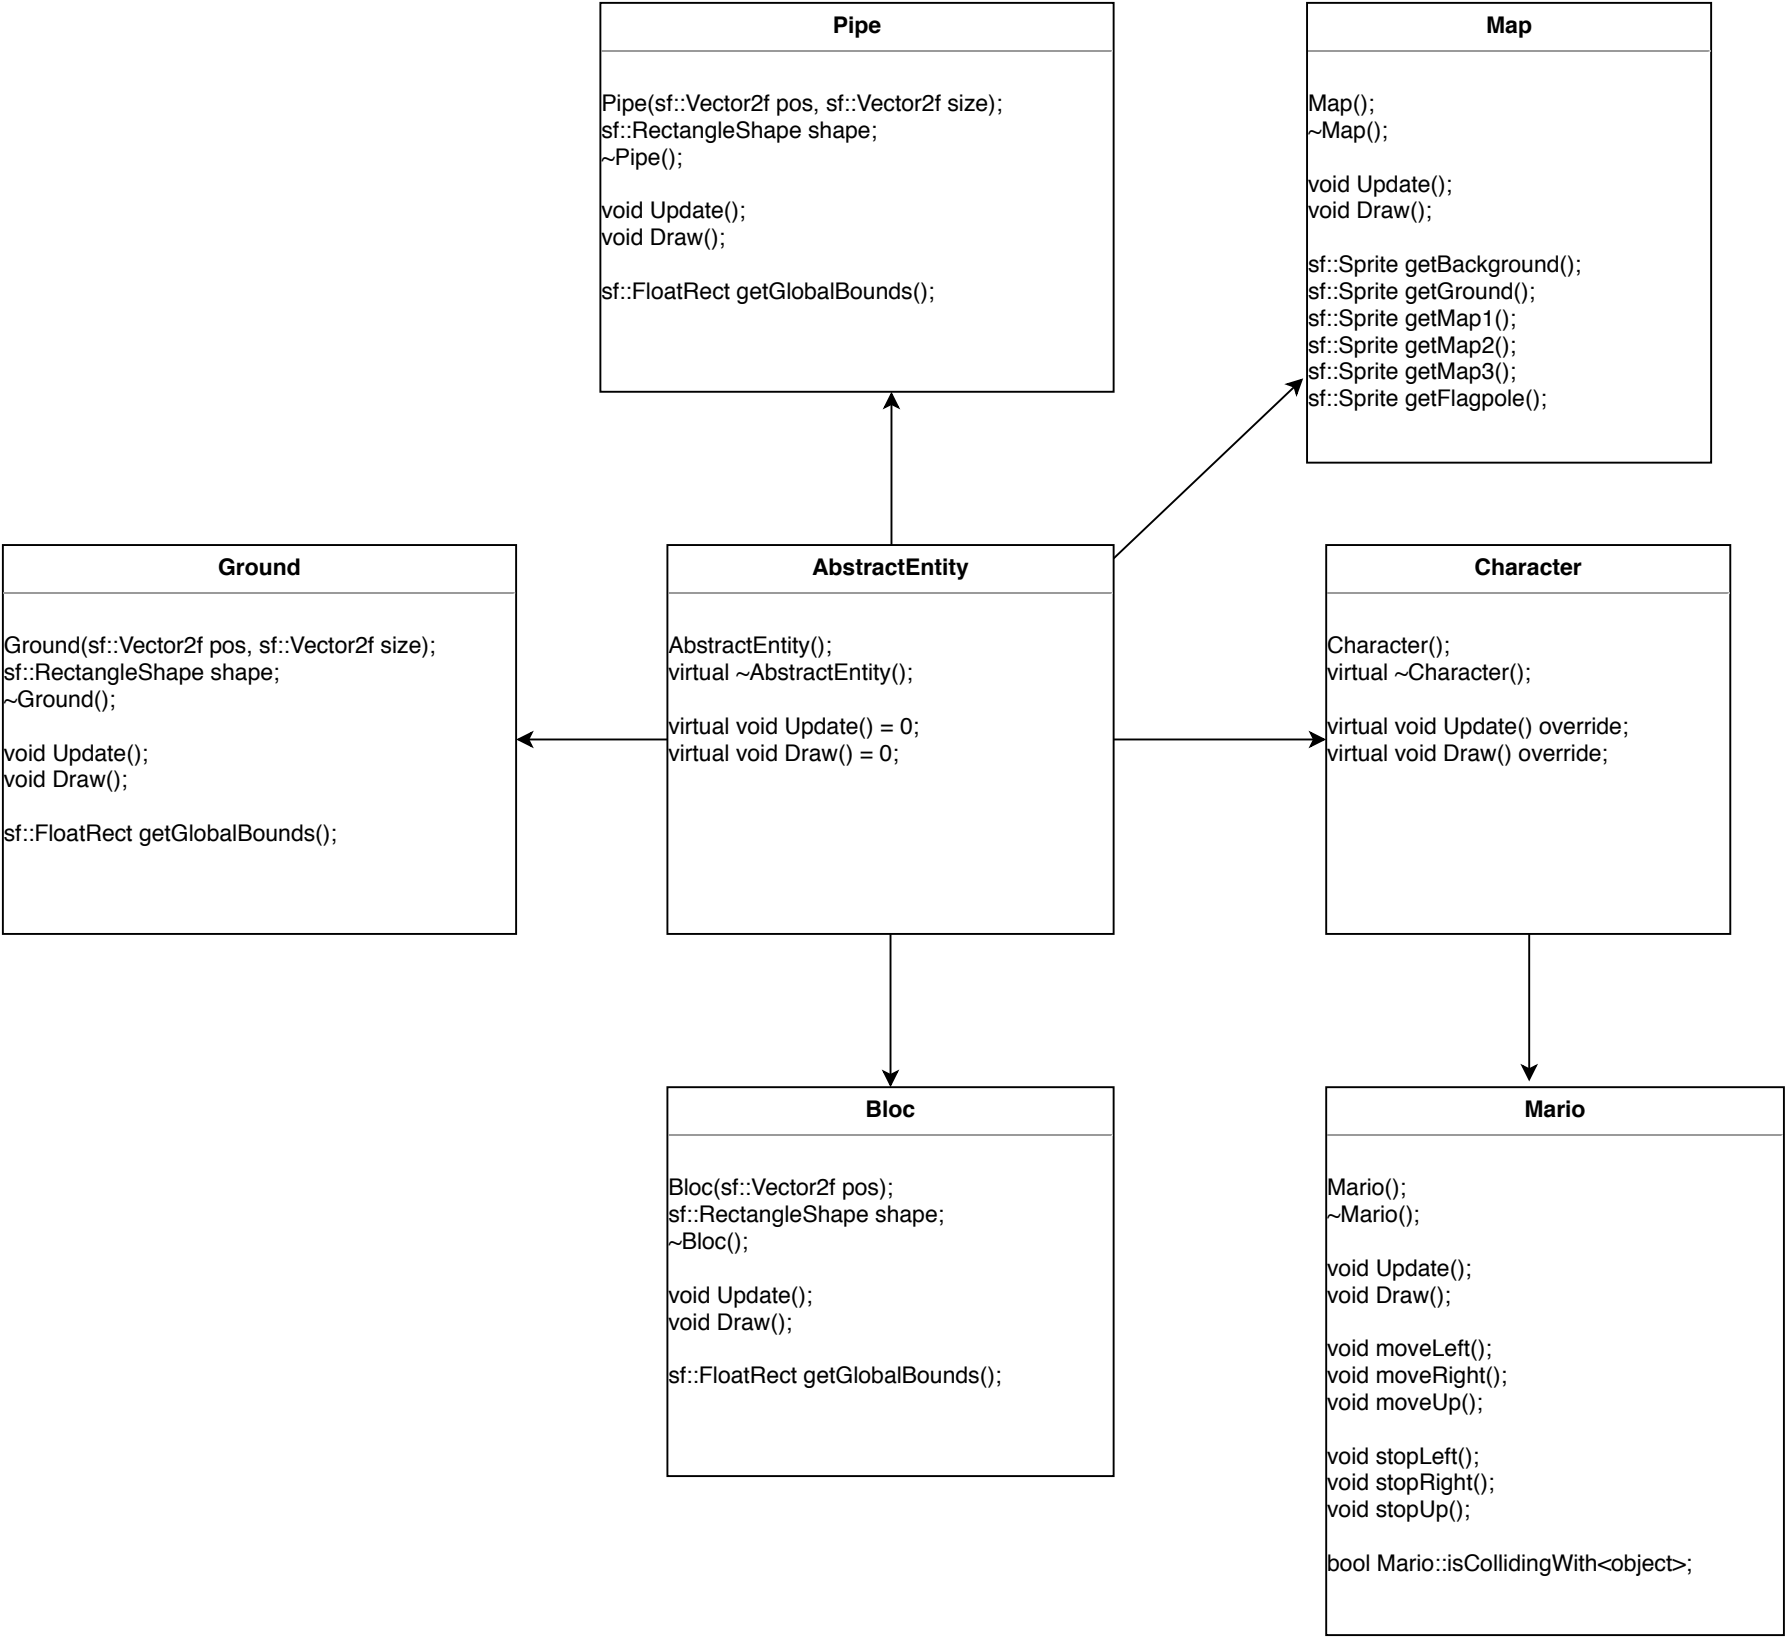 Pipe
Pipe(sf::Vector2f pos, sf::Vector2f size);
sf::RectangleShape shape;
~Pipe();
void Update();
void Draw();
sf::FloatRect getGlobalBounds();
Map
Map();
~Map();
void Update();
void Draw();
sf::Sprite getBackground();
sf::Sprite getGround();
sf::Sprite getMap1();
sf::Sprite getMap2();
sf::Sprite getMap3();
sf::Sprite getFlagpole();
Ground
Ground(sf::Vector2f pos, sf::Vector2f size);
sf::RectangleShape shape;
~Ground();
void Update();
void Draw();
sf::FloatRect getGlobalBounds();
AbstractEntity
AbstractEntity();
virtual ~AbstractEntity();
virtual void Update() = 0;
virtual void Draw() = 0;
Character
Character();
virtual ~Character();
virtual void Update() override;
virtual void Draw() override;
Bloc
Bloc(sf::Vector2f pos);
sf::RectangleShape shape;
~Bloc();
void Update();
void Draw();
sf::FloatRect getGlobalBounds();
Mario
Mario();
~Mario();
void Update();
void Draw();
void moveLeft();
void moveRight();
void moveUp();
void stopLeft();
void stopRight();
void stopUp();
bool Mario::isCollidingWith<object>;